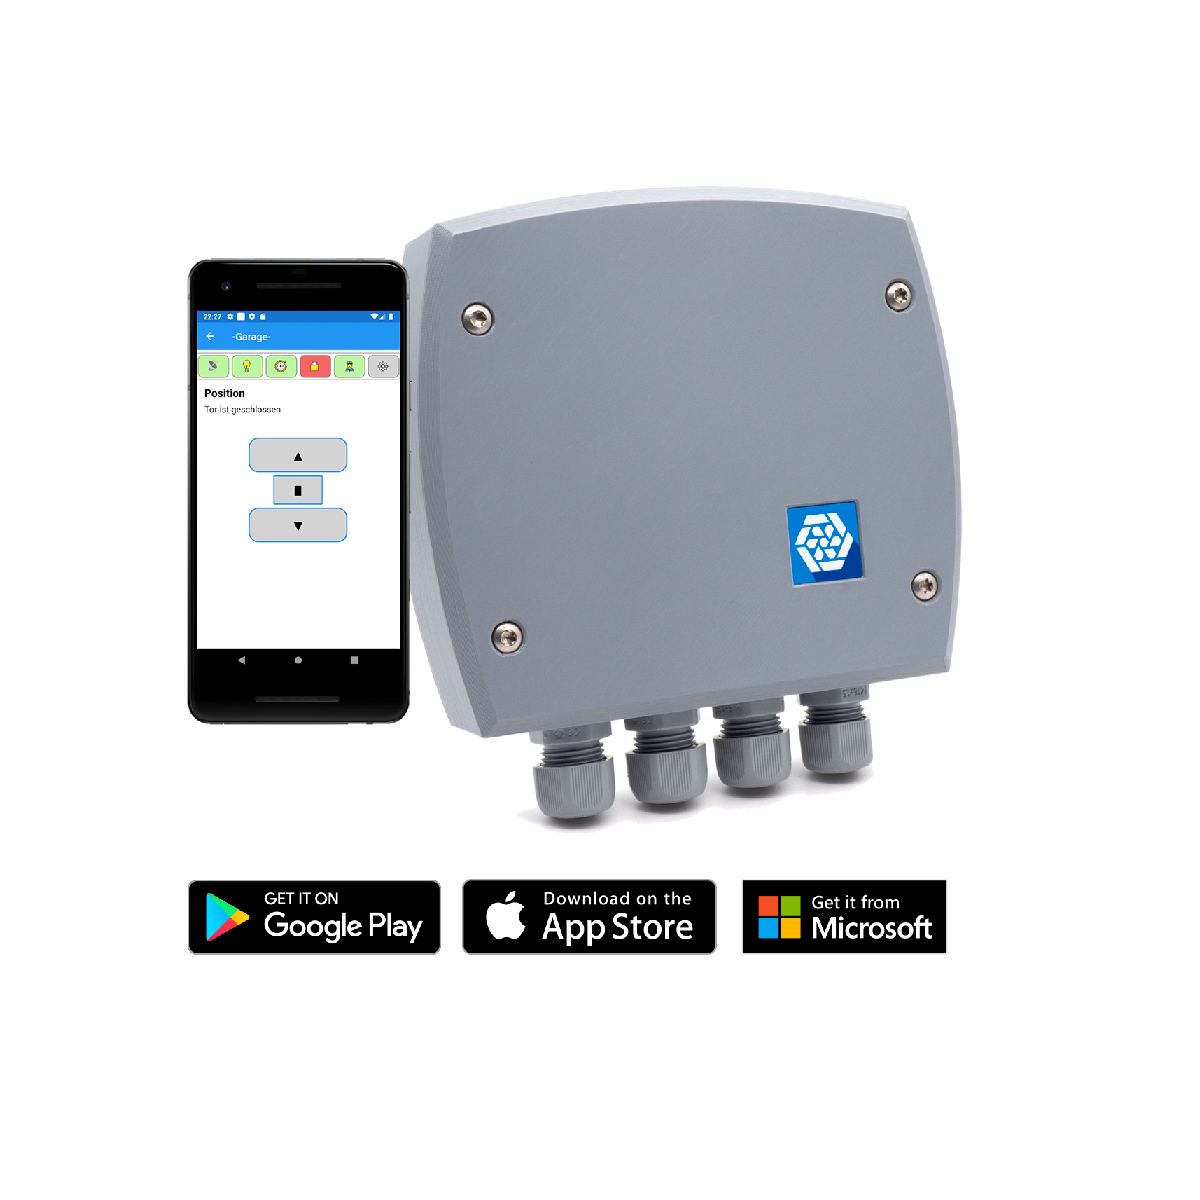 22:27
-Garage-
Position
Tor ist geschlossen
GET IT ON
Google Play
Download on the
App Store
Get it from
Microsoft